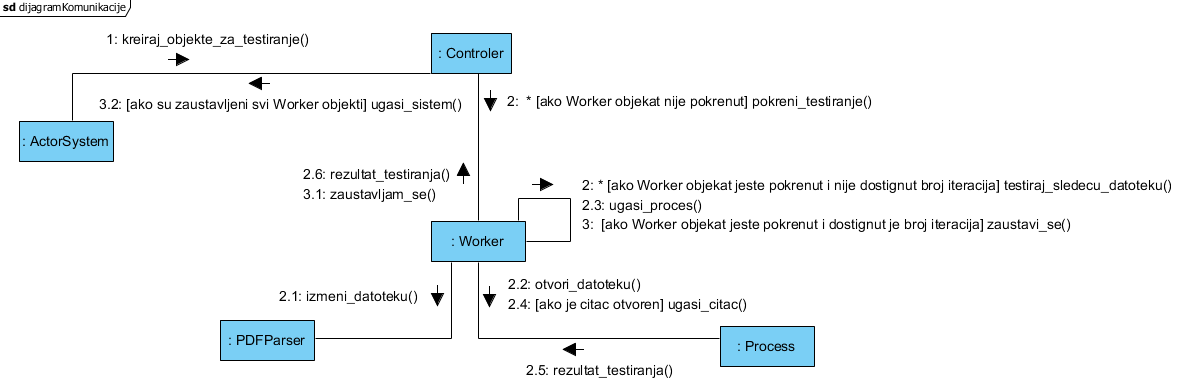 sd dijagramKomunikacije
1: kreiraj_objekte_za_testiranje()
: Controler
3.2: [ako su zaustavljeni svi Worker objekti] ugasi_sistem()
2:  * [ako Worker objekat nije pokrenut] pokreni_testiranje()
: ActorSystem
2.6: rezultat_testiranja()
3.1: zaustavljam_se()
2: * [ako Worker objekat jeste pokrenut i nije dostignut broj iteracija] testiraj_sledecu_datoteku()
2.3: ugasi_proces()
3:  [ako Worker objekat jeste pokrenut i dostignut je broj iteracija] zaustavi_se()
: Worker
2.1: izmeni_datoteku()
2.2: otvori_datoteku()
2.4: [ako je citac otvoren] ugasi_citac()
: PDFParser
: Process
2.5: rezultat_testiranja()